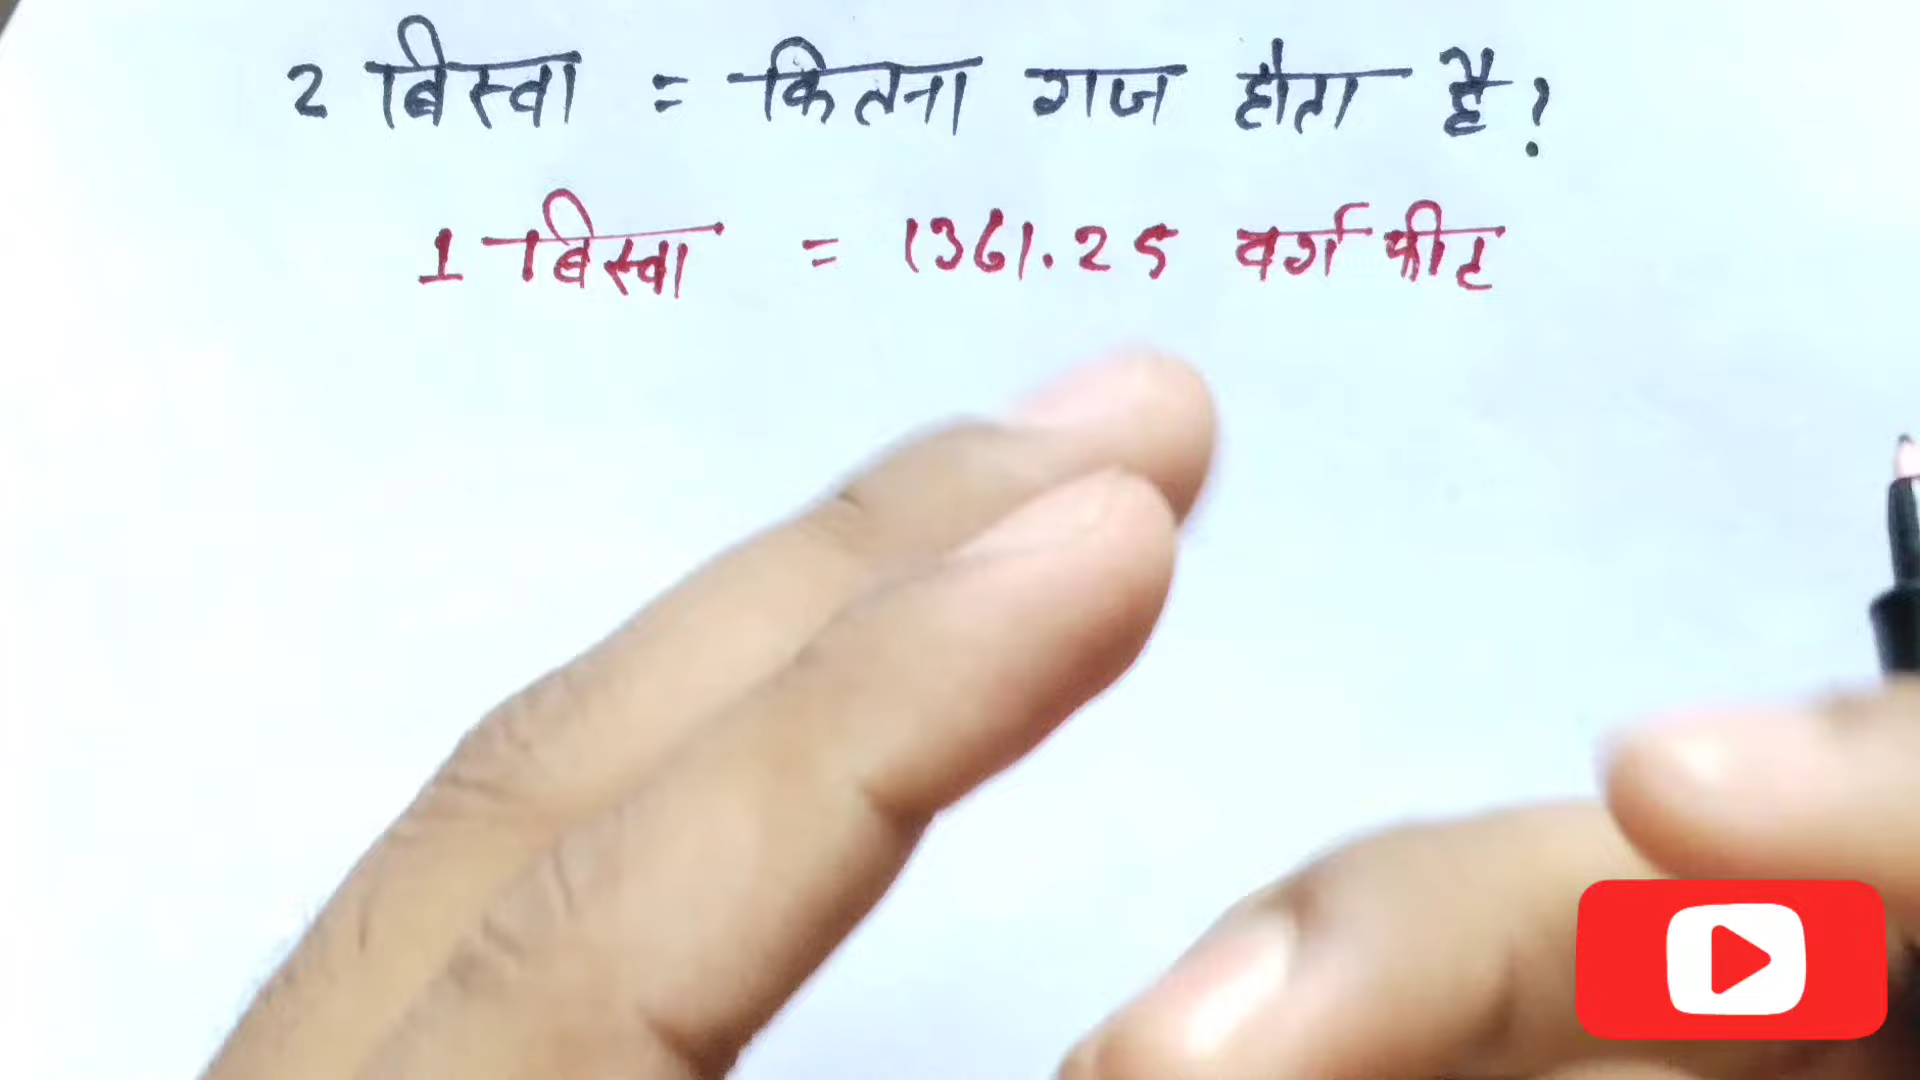 2 बिस्वा = कितना गज होता है?
1 बिस्वा = 1361.25 वर्ग फीट